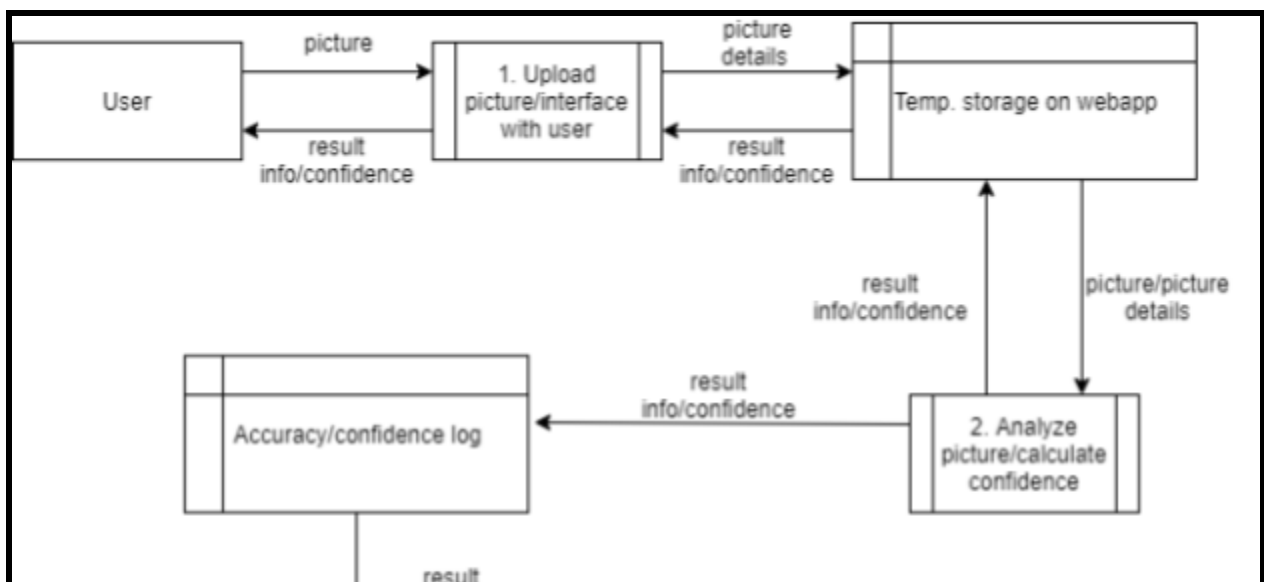 picture
User
result
info/confidence
1. Upload
picture/interface
with user
picture
details
result
info/confidence
Temp. storage on webapp
result
info/confidence
picture/picture
details
Accuracy/confidence log
result
info/confidence
2. Analyze
picture/calculate
confidence
result